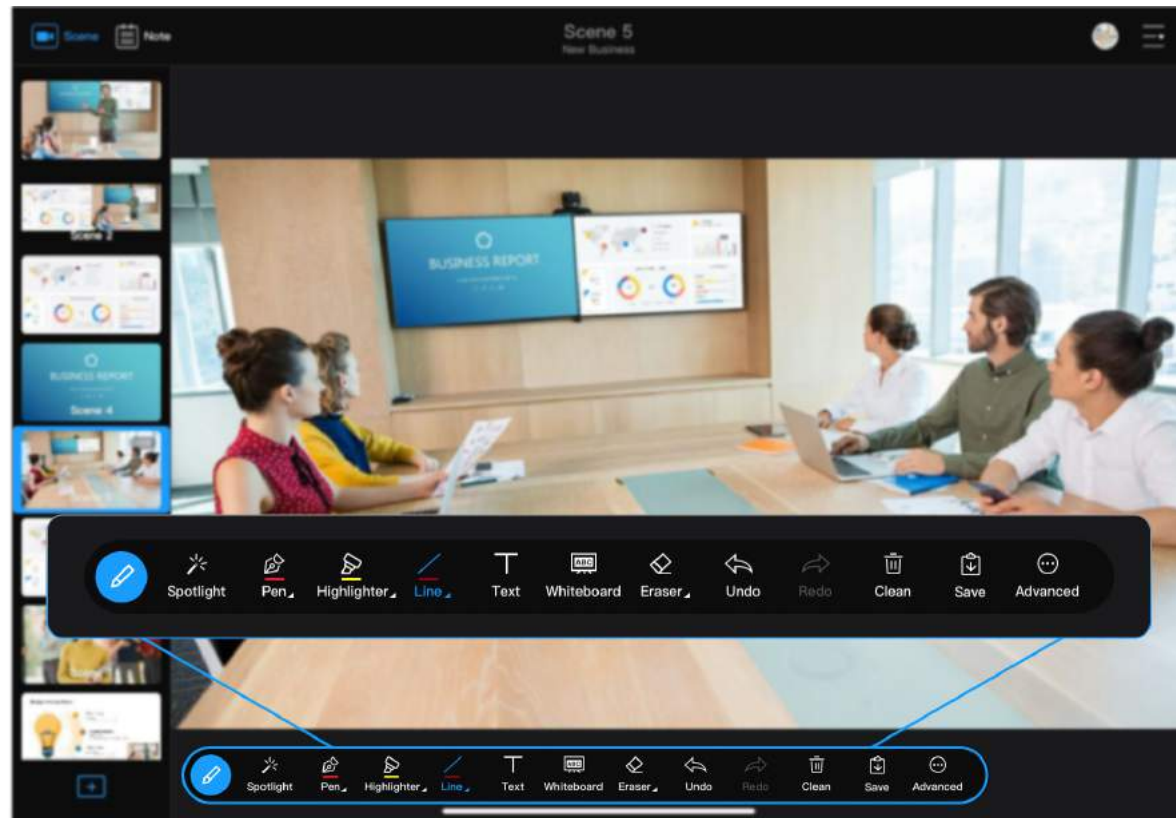 Scene
Note
Scene 5
New Business
Scene 2
BUSINESS REPORT
Scene 4
BUSINESS REPORT
ABC
Spotlight
Pen
Highlighter
Line
Text
Whiteboard
Eraser
Undo
Redo
Clean
Save
Advanced
ABC
Spotlight
Pen
Highlighter
Line
Text
Whiteboard
Eraser
Undo
Redo
Clean
Save
Advanced